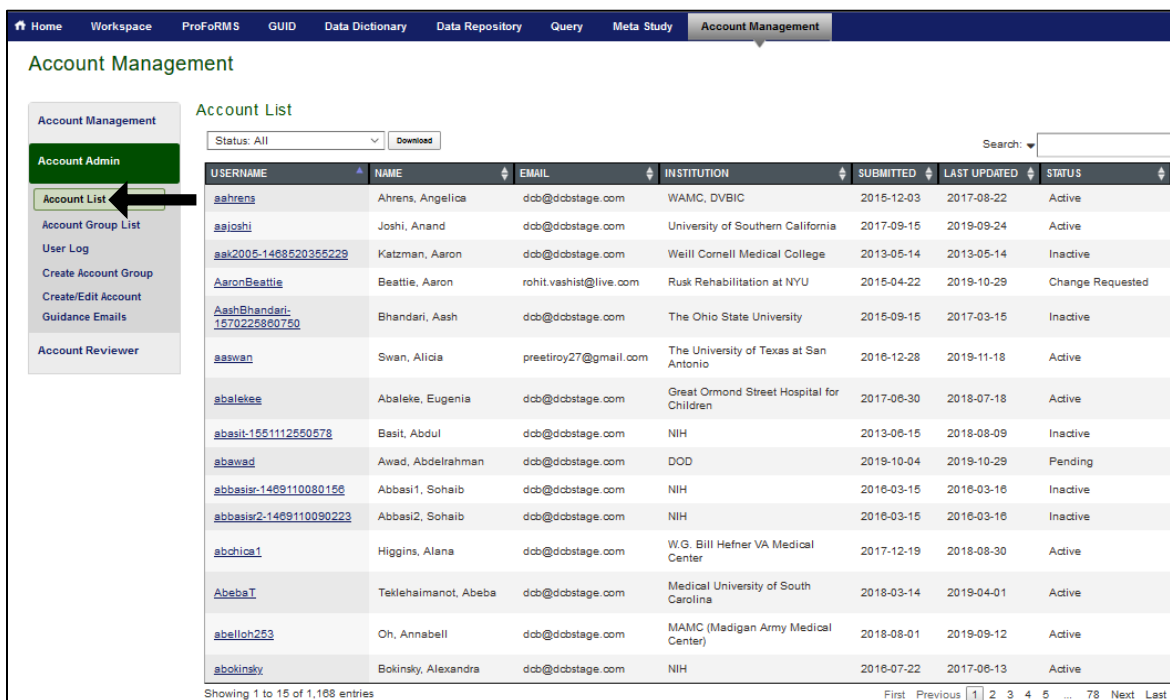 Home Workspace ProFoRMS GUID Data Dictionary Data Repository Query Meta Study Account Management
Account Management
Account Management
Account Admin
Account List
Account Group List
User Log
Create Account Group
Create/Edit Account
Guidance Emails
Account Reviewer
Account List
Status: All Download Search:
USERNAME NAME EMAIL INSTITUTION SUBMITTED LAST UPDATED STATUS
aahrens Ahrens, Angelica dcb@dcbstage.com WAMC, DVBIC 2015-12-03 2017-08-22 Active
aajoshi Joshi, Anand dcb@dcbstage.com University of Southern California 2017-09-15 2019-09-24 Active
aak2005-1468520355229 Katzman, Aaron dcb@dcbstage.com Weill Cornell Medical College 2013-05-14 2013-05-14 Inactive
AaronBeattie Beattie, Aaron rohit.vashist@live.com Rusk Rehabilitation at NYU 2015-04-22 2019-10-29 Change Requested
AashBhandari-
1570225860750 Bhandari, Aash dcb@dcbstage.com The Ohio State University 2015-09-15 2017-03-15 Inactive
aaswan Swan, Alicia preetiroy27@gmail.com The University of Texas at San
Antonio 2016-12-28 2019-11-18 Active
abalekee Abaleke, Eugenia dcb@dcbstage.com Great Ormond Street Hospital for
Children 2017-06-30 2018-07-18 Active
abasit-1551112550578 Basit, Abdul dcb@dcbstage.com NIH 2013-06-15 2018-08-09 Inactive
abawad Awad, Abdelrahman dcb@dcbstage.com DOD 2019-10-04 2019-10-29 Pending
abbasisr-1469110080156 Abbasi1, Sohaib dcb@dcbstage.com NIH 2016-03-15 2016-03-16 Inactive
abbasisr2-1469110090223 Abbasi2, Sohaib dcb@dcbstage.com NIH 2016-03-15 2016-03-16 Inactive
abchica1 Higgins, Alana dcb@dcbstage.com W.G. Bill Hefner VA Medical
Center 2017-12-19 2018-08-30 Active
AbebaT Teklehaimanot, Abeba dcb@dcbstage.com Medical University of South
Carolina 2018-03-14 2019-04-01 Active
abelloh253 Oh, Annabell dcb@dcbstage.com MAMC (Madigan Army Medical
Center) 2018-08-01 2019-09-12 Active
abokinsky Bokinsky, Alexandra dcb@dcbstage.com NIH 2016-07-22 2017-06-13 Active
Showing 1 to 15 of 1,168 entries First Previous 1 2 3 4 5 ... 78 Next Last